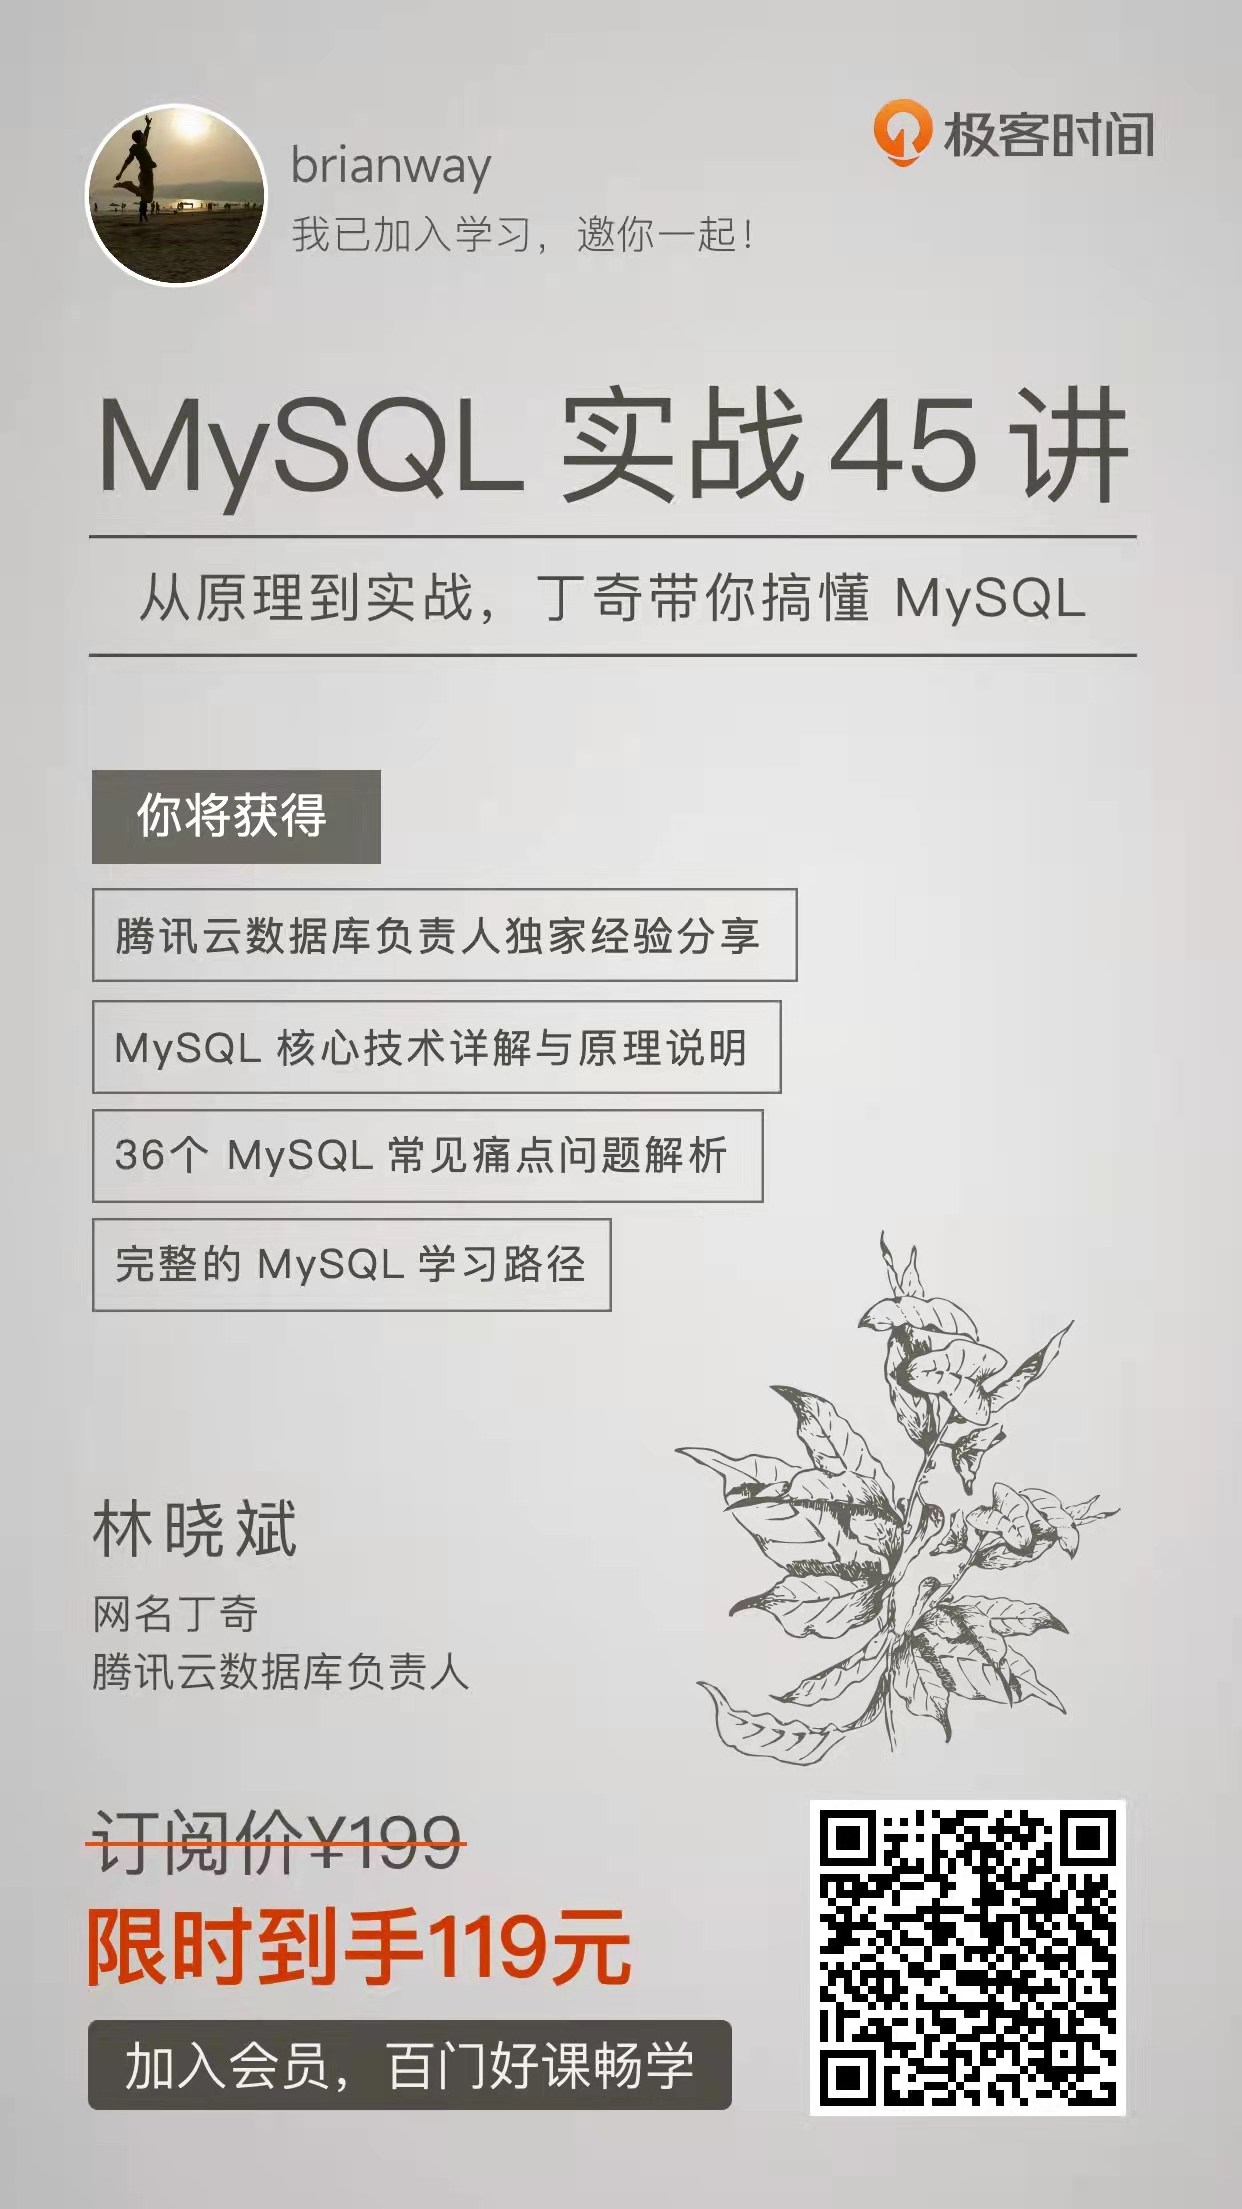 brianway
极客时间
我已加入学习，邀你一起！
MySQL 实战45讲
从原理到实战，丁奇带你搞懂 MySQL
你将获得
腾讯云数据库负责人独家经验分享
MySQL 核心技术详解与原理说明
36个 MySQL 常见痛点问题解析
完整的 MySQL 学习路径
林晓斌
网名丁奇
腾讯云数据库负责人
订阅价¥199
限时到手119元
加入会员，百门好课畅学